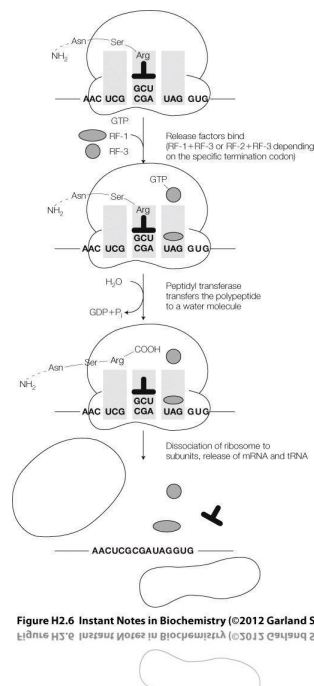 Asn
Ser
Arg
NH2
GCU
AAC UCG CGA UAG GUG
GTP
RF-1
RF-3
Release factors bind
(RF-1+RF-3 or RF-2+RF-3 depending
on the specific termination codon)
GTP
Asn
Ser
Arg
NH2
GCU
AAC UCG CGA UAG GUG
H2O
GDP+Pi
Peptidyl transferase
transfers the polypeptide
to a water molecule
COOH
Asn
Ser
Arg
NH2
GCU
AAC UCG CGA UAG GUG
Dissociation of ribosome to
subunits, release of mRNA and tRNA
AACUCGCGAUAGGUG
Figure H2.6 Instant Notes in Biochemistry (©2012 Garland S